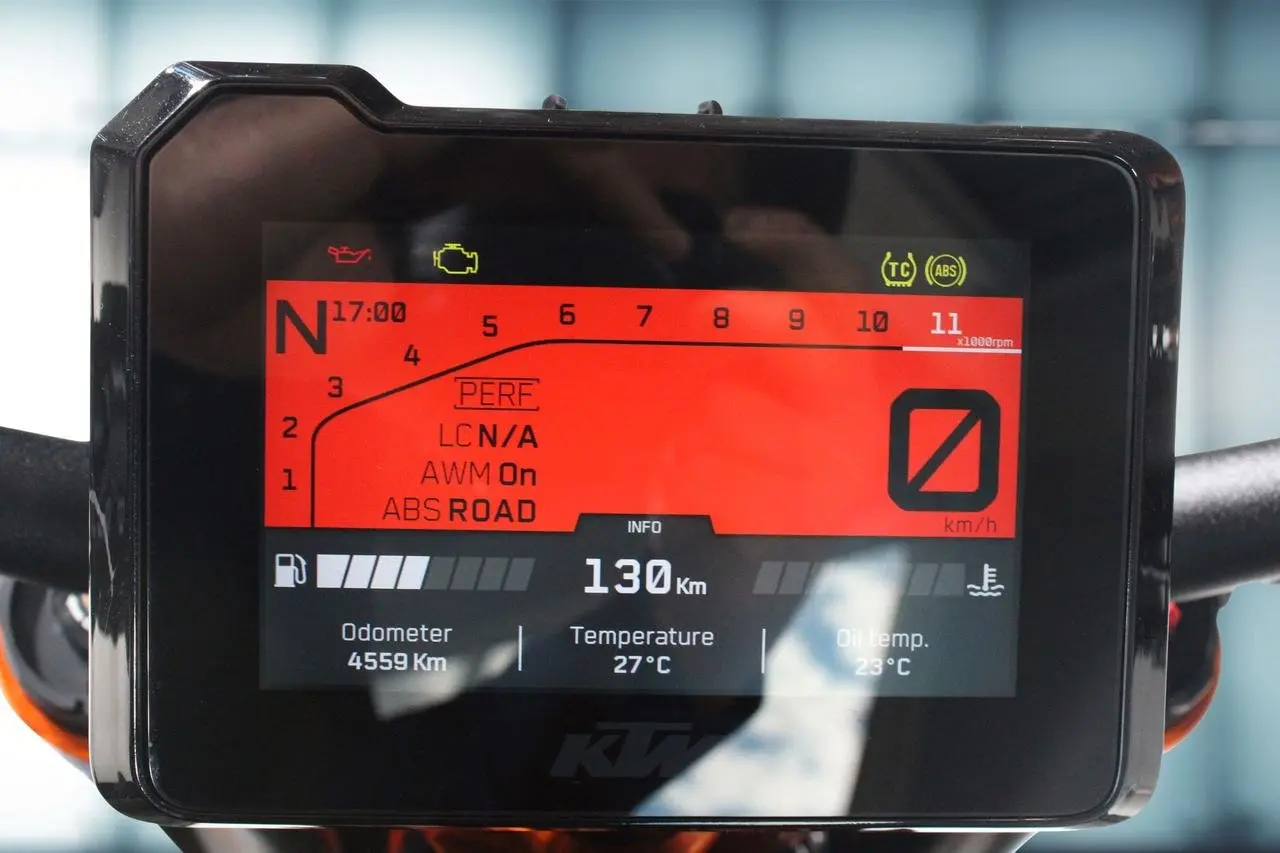 TC ABS
N 17:00
1 2 3 4 5 6 7 8 9 10 11
x1000rpm
PERF
LC N/A
AWM On
ABS ROAD
0
km/h
INFO
130 Km
Odometer
4559 Km
Temperature
27°C
Oil temp.
23°C
KTM